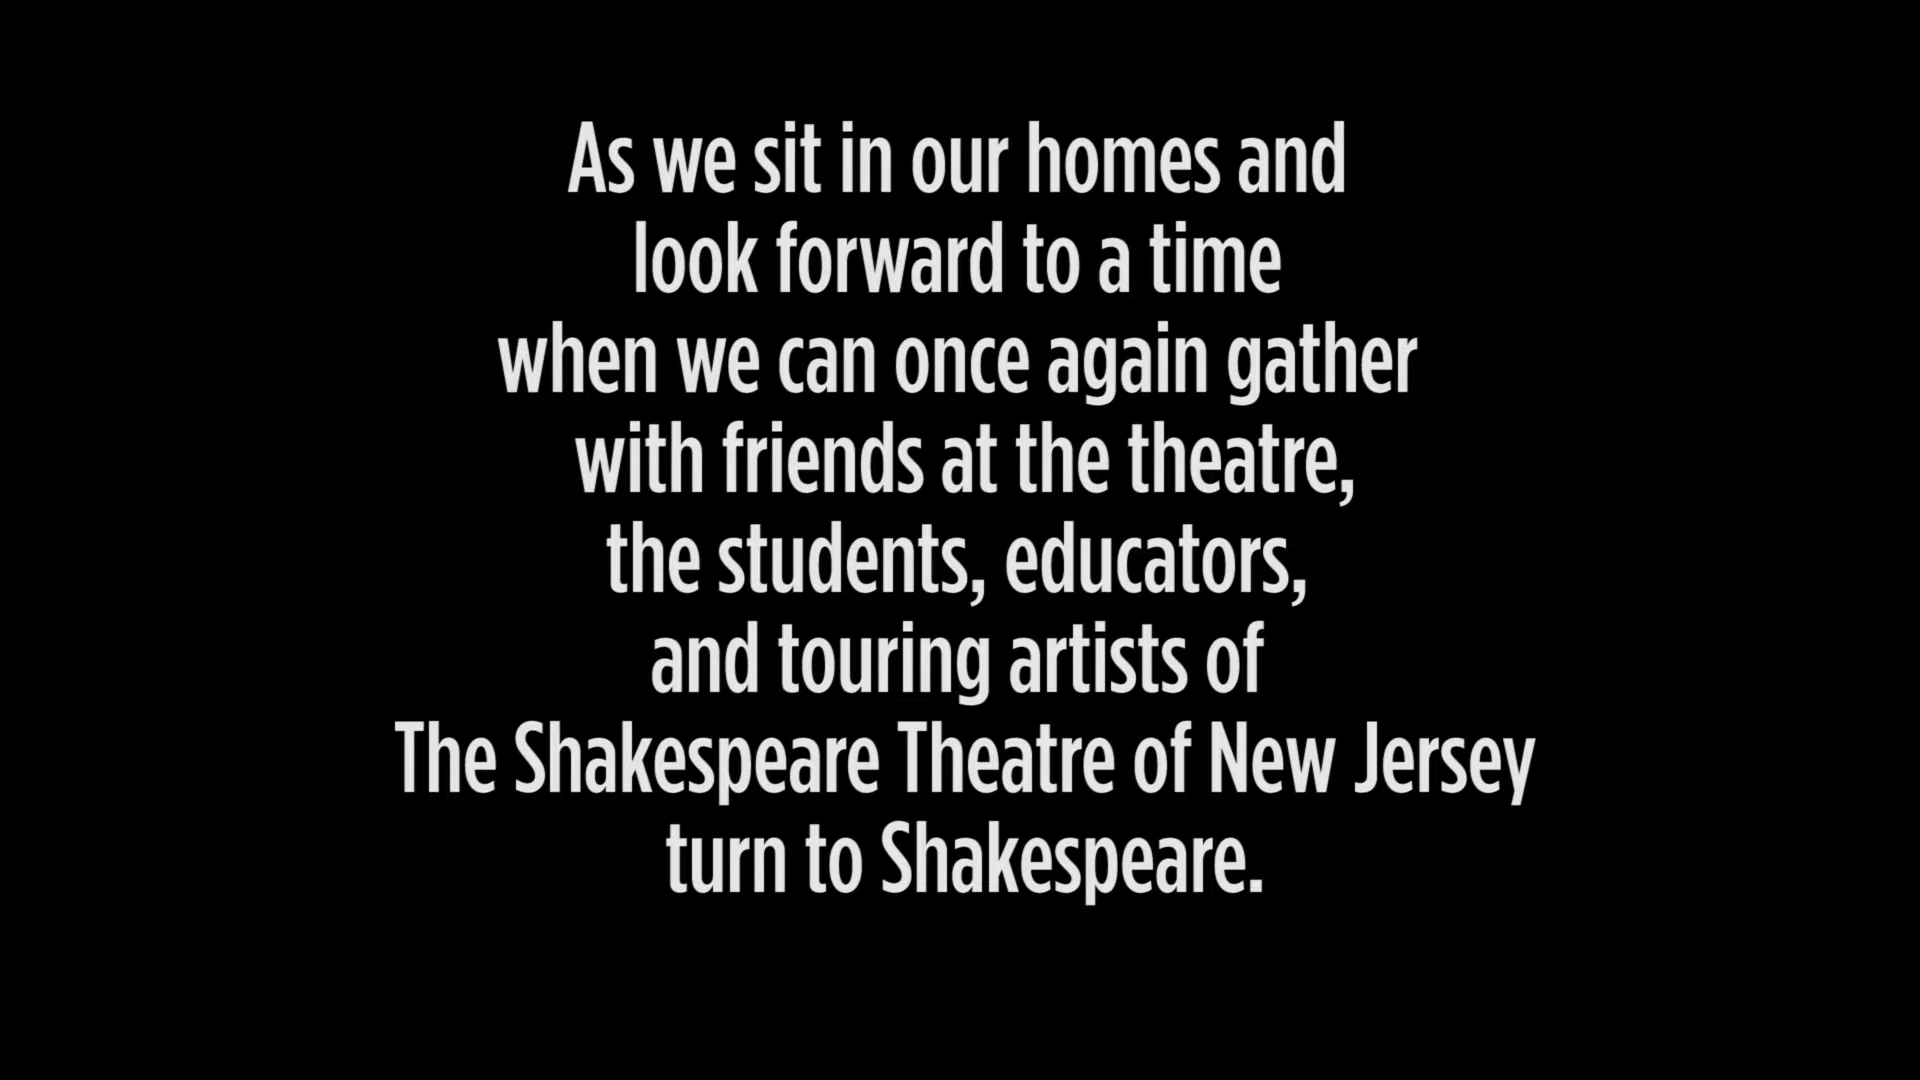 As we sit in our homes and
look forward to a time
when we can once again gather
with friends at the theatre,
the students, educators,
and touring artists of
The Shakespeare Theatre of New Jersey
turn to Shakespeare.